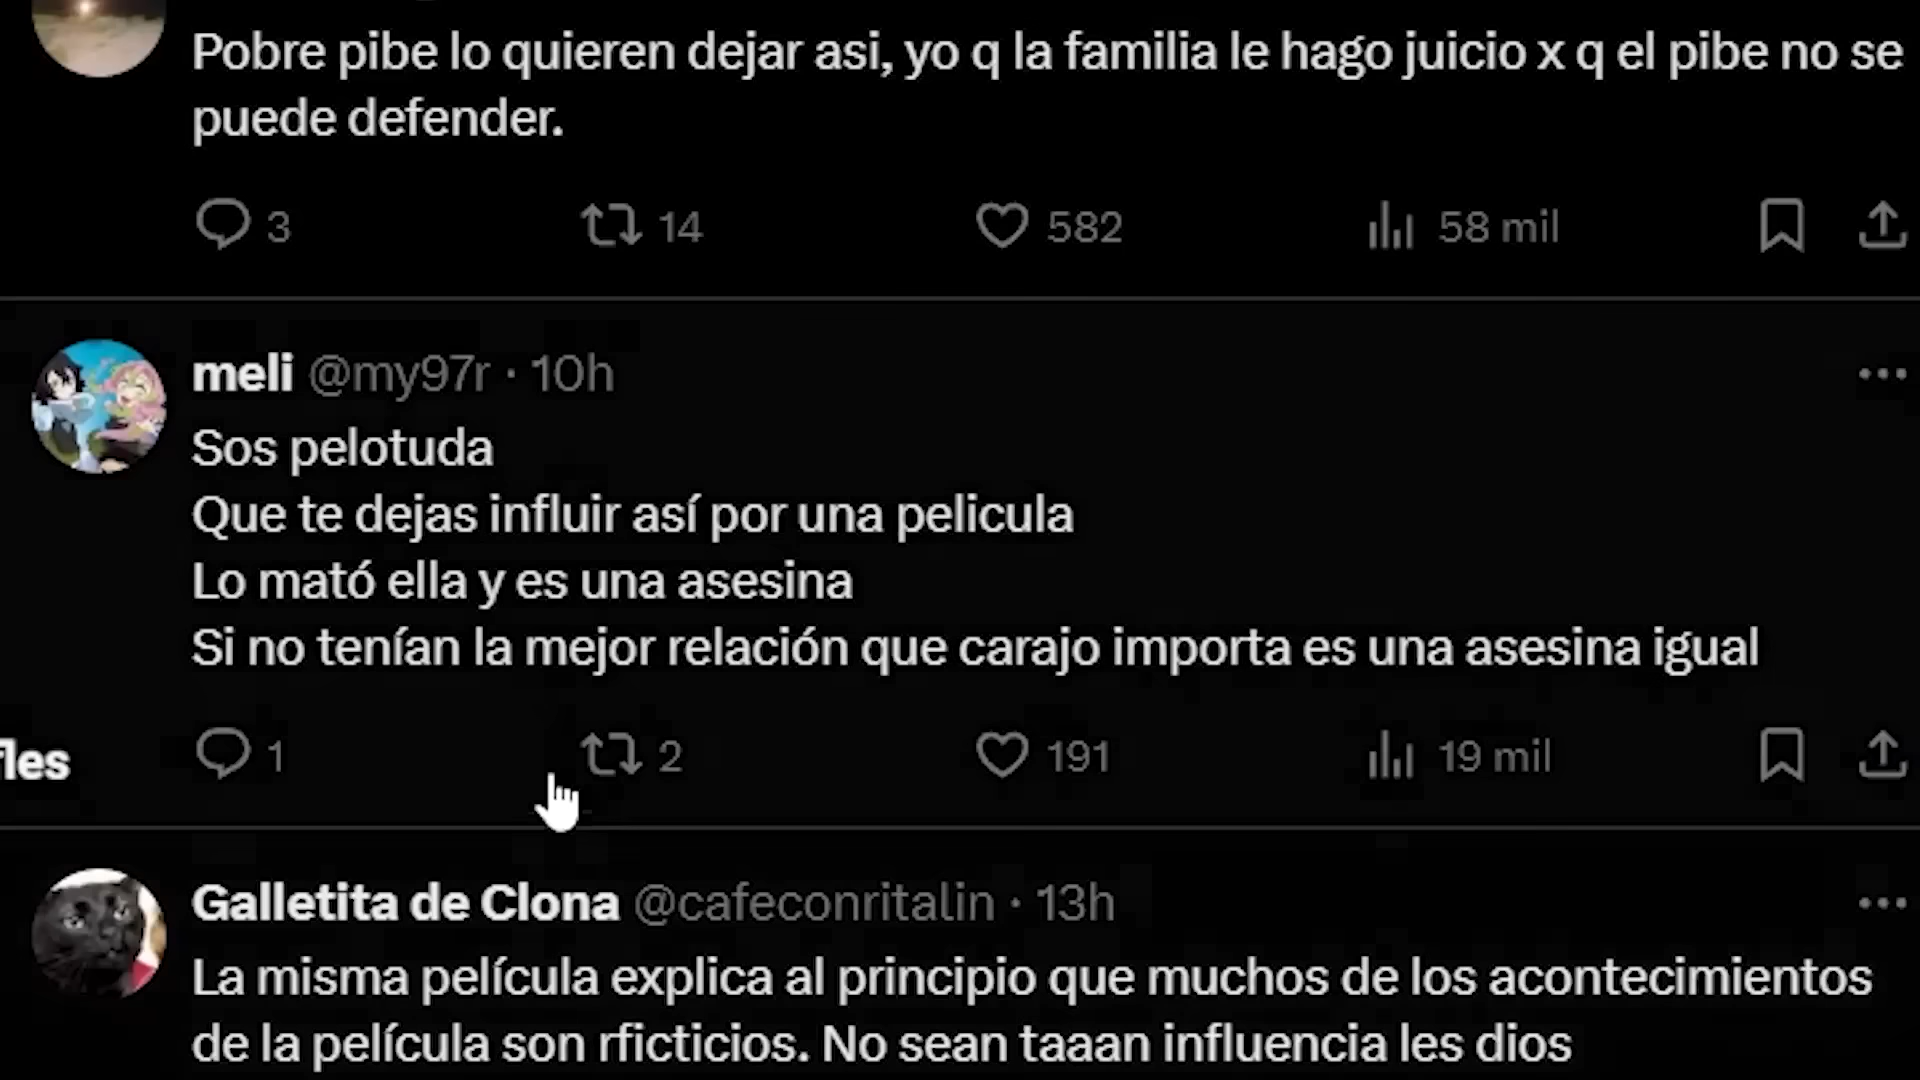 Pobre pibe lo quieren dejar asi, yo q la familia le hago juicio x q el pibe no se
puede defender.
3 14 582 58 mil
meli @my97r · 10h
Sos pelotuda
Que te dejas influir así por una pelicula
Lo mató ella y es una asesina
Si no tenían la mejor relación que carajo importa es una asesina igual
fles 1 2 191 19 mil
Galletita de Clona @cafeconritalin · 13h
La misma película explica al principio que muchos de los acontecimientos
de la película son rficticios. No sean taaan influencia les dios